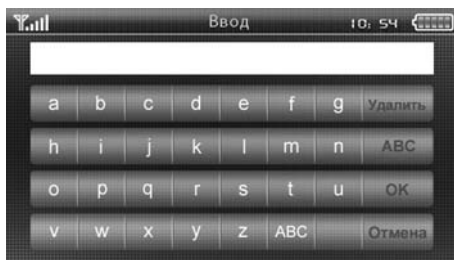 Ввод 10:54
a b c d e f g Удалить
h i j k l m n ABC
o p q r s t u OK
v w x y z ABC Отмена